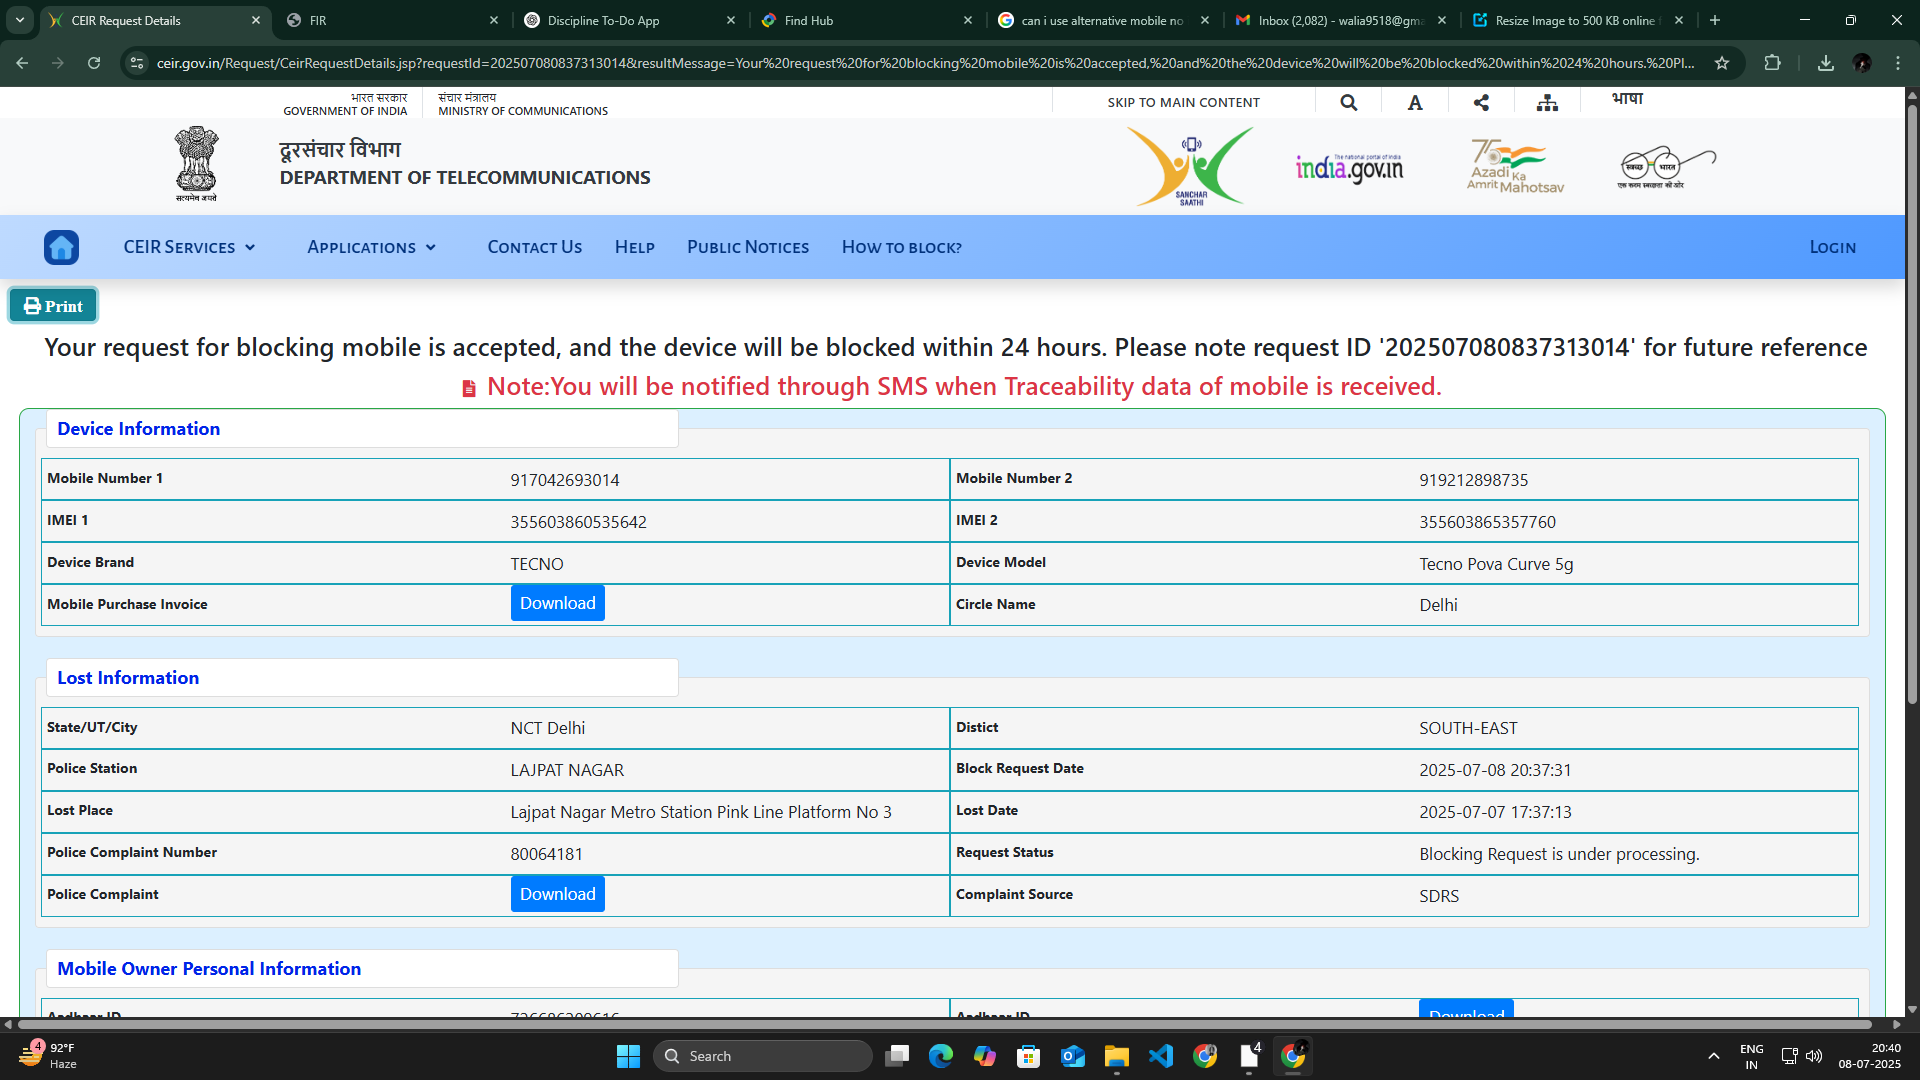 CEIR Request Details
FIR
Discipline To-Do App
Find Hub
can i use alternative mobile no
Inbox (2,082) - walia9518@gma
Resize Image to 500 KB online
ceir.gov.in/Request/CeirRequestDetails.jsp?requestId=202507080837313014&resultMessage=Your%20request%20for%20blocking%20mobile%20is%20accepted,%20and%20the%20device%20will%20be%20blocked%20within%2024%20hours.%20Pl...
भारत सरकार
GOVERNMENT OF INDIA
संचार मंत्रालय
MINISTRY OF COMMUNICATIONS
SKIP TO MAIN CONTENT
A
भाषा
सत्यमेव जयते
दूरसंचार विभाग
DEPARTMENT OF TELECOMMUNICATIONS
SANCHAR
SAATHI
The national portal of India
india.gov.in
75
Azadi Ka
Amrit Mahotsav
स्वच्छ भारत
एक कदम स्वच्छता की ओर
CEIR SERVICES
APPLICATIONS
CONTACT US
HELP
PUBLIC NOTICES
HOW TO BLOCK?
LOGIN
Print
Your request for blocking mobile is accepted, and the device will be blocked within 24 hours. Please note request ID '202507080837313014' for future reference
Note:You will be notified through SMS when Traceability data of mobile is received.
Device Information
Mobile Number 1 917042693014 Mobile Number 2 919212898735
IMEI 1 355603860535642 IMEI 2 355603865357760
Device Brand TECNO Device Model Tecno Pova Curve 5g
Mobile Purchase Invoice Download Circle Name Delhi
Lost Information
State/UT/City NCT Delhi Distict SOUTH-EAST
Police Station LAJPAT NAGAR Block Request Date 2025-07-08 20:37:31
Lost Place Lajpat Nagar Metro Station Pink Line Platform No 3 Lost Date 2025-07-07 17:37:13
Police Complaint Number 80064181 Request Status Blocking Request is under processing.
Police Complaint Download Complaint Source SDRS
Mobile Owner Personal Information
Aadhaar ID Aadhaar ID Download
4
92°F
Haze
Search
4
ENG
IN
20:40
08-07-2025